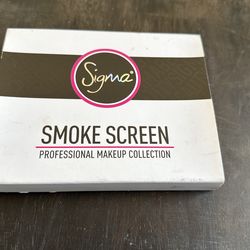 Sigma®
SMOKE SCREEN
PROFESSIONAL MAKEUP COLLECTION